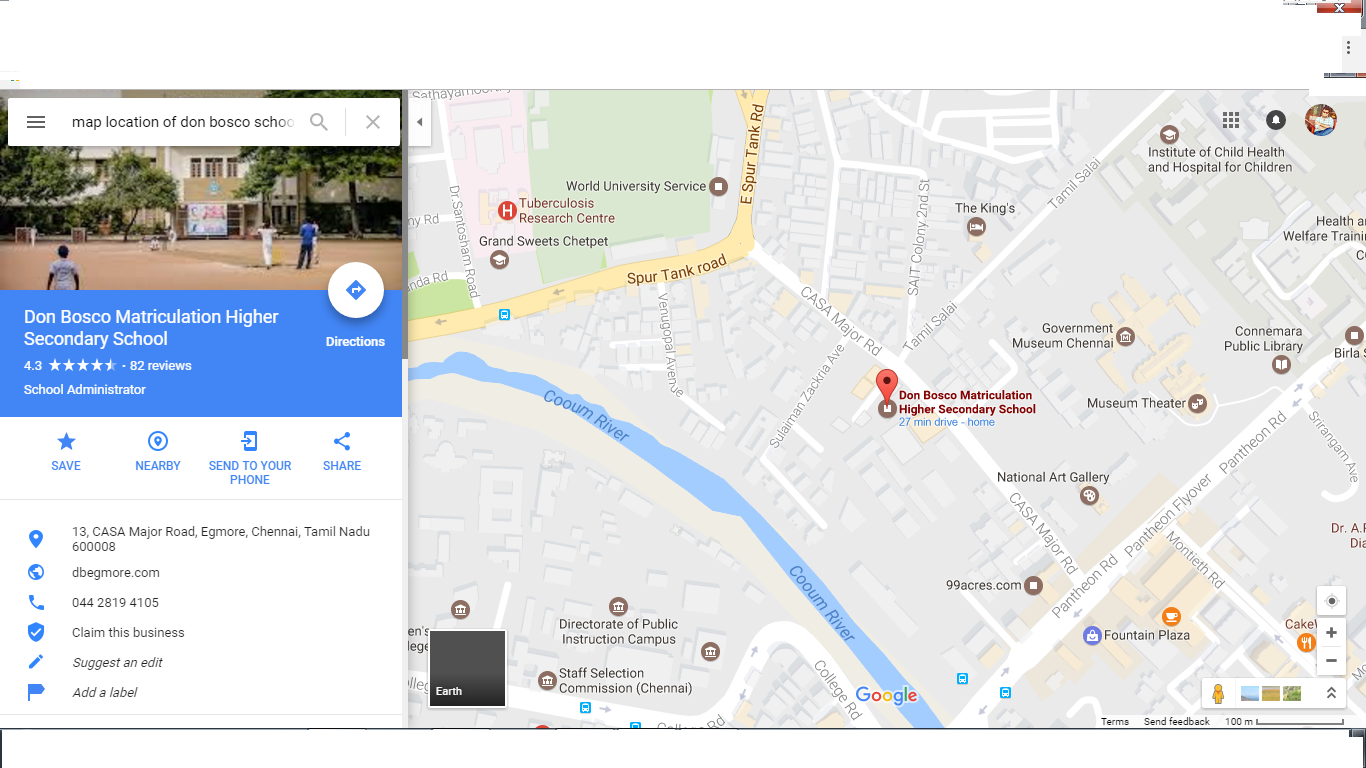 map location of don bosco schoo
Don Bosco Matriculation Higher
Secondary School
4.3 · 82 reviews
School Administrator
Directions
SAVE
NEARBY
SEND TO YOUR
PHONE
SHARE
13, CASA Major Road, Egmore, Chennai, Tamil Nadu
600008
dbegmore.com
044 2819 4105
Claim this business
Suggest an edit
Add a label
World University Service
E Spur Tank Rd
Tuberculosis
Research Centre
H
Grand Sweets Chetpet
Dr.Santosham Road
ny Rd
anda Rd
Spur Tank road
Venugopal Avenve
Cooum River
Sulaiman Zackria Ave
CASA Major Rd
SAIT Colony 2nd St
The King's
Tamil Salai
Tamil Salai
Institute of Child Health
and Hospital for Children
Health an
Welfare Trainin
Government
Museum Chennai
Connemara
Public Library
Birla S
Museum Theater
Don Bosco Matriculation
Higher Secondary School
27 min drive - home
National Art Gallery
CASA Major Rd
Pantheon Rd
Pantheon Flyover
Pantheon Rd
Srirangam Ave
Montieth Rd
Dr. A.P
Dia
99acres.com
Fountain Plaza
CakeW
Cooum River
Directorate of Public
Instruction Campus
Staff Selection
Commission (Chennai)
en's
lege
lleg
College Rd
College Rd
Earth
Google
Mo
Terms
Send feedback
100 m